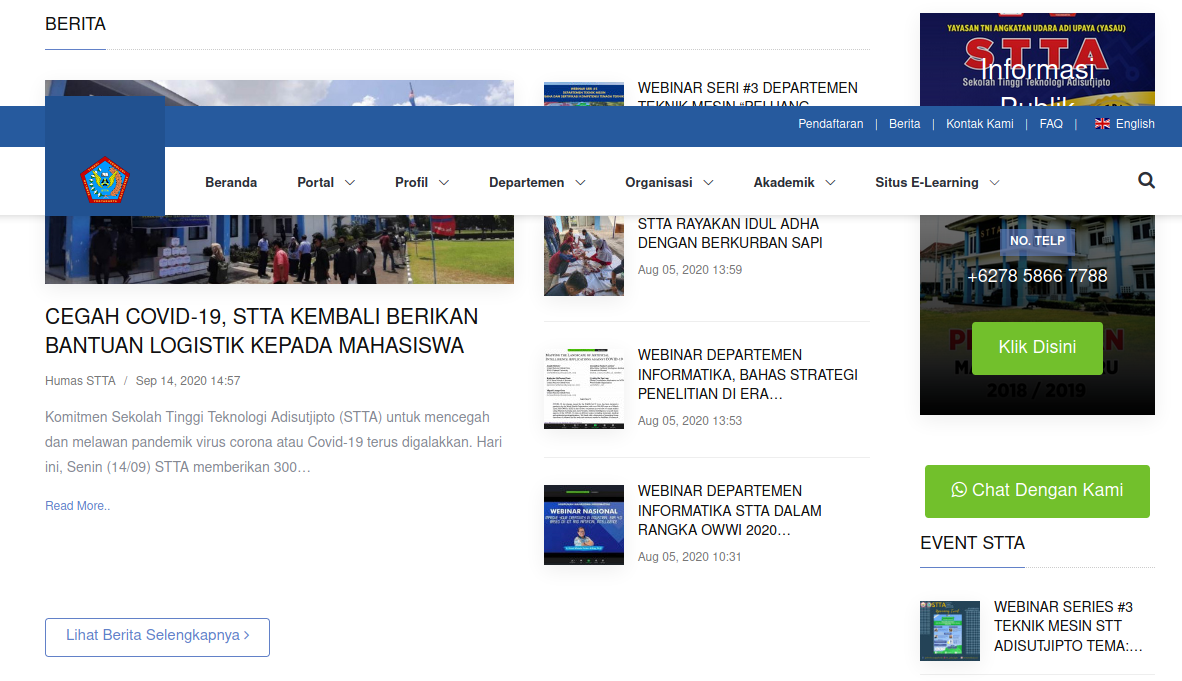 BERITA
WEBINAR SERI #3 DEPARTEMEN
TEKNIK MESIN "PELUANG
YAYASAN TNI ANGKATAN UDARA ADI UPAYA (YASAU)
STTA
Sekolah Tinggi Teknologi Adisutjipto
Informasi
Publik
Pendaftaran | Berita | Kontak Kami | FAQ | English
Beranda Portal Profil Departemen Organisasi Akademik Situs E-Learning
STTA RAYAKAN IDUL ADHA
DENGAN BERKURBAN SAPI
Aug 05, 2020 13:59
NO. TELP
+6278 5866 7788
Klik Disini
2018 / 2019
CEGAH COVID-19, STTA KEMBALI BERIKAN
BANTUAN LOGISTIK KEPADA MAHASISWA
Humas STTA / Sep 14, 2020 14:57
Komitmen Sekolah Tinggi Teknologi Adisutjipto (STTA) untuk mencegah
dan melawan pandemik virus corona atau Covid-19 terus digalakkan. Hari
ini, Senin (14/09) STTA memberikan 300…
Read More..
WEBINAR DEPARTEMEN
INFORMATIKA, BAHAS STRATEGI
PENELITIAN DI ERA…
Aug 05, 2020 13:53
WEBINAR NASIONAL
WEBINAR DEPARTEMEN
INFORMATIKA STTA DALAM
RANGKA OWWI 2020…
Aug 05, 2020 10:31
Lihat Berita Selengkapnya >
Chat Dengan Kami
EVENT STTA
STTA
WEBINAR SERIES #3
TEKNIK MESIN STT
ADISUTJIPTO TEMA:…